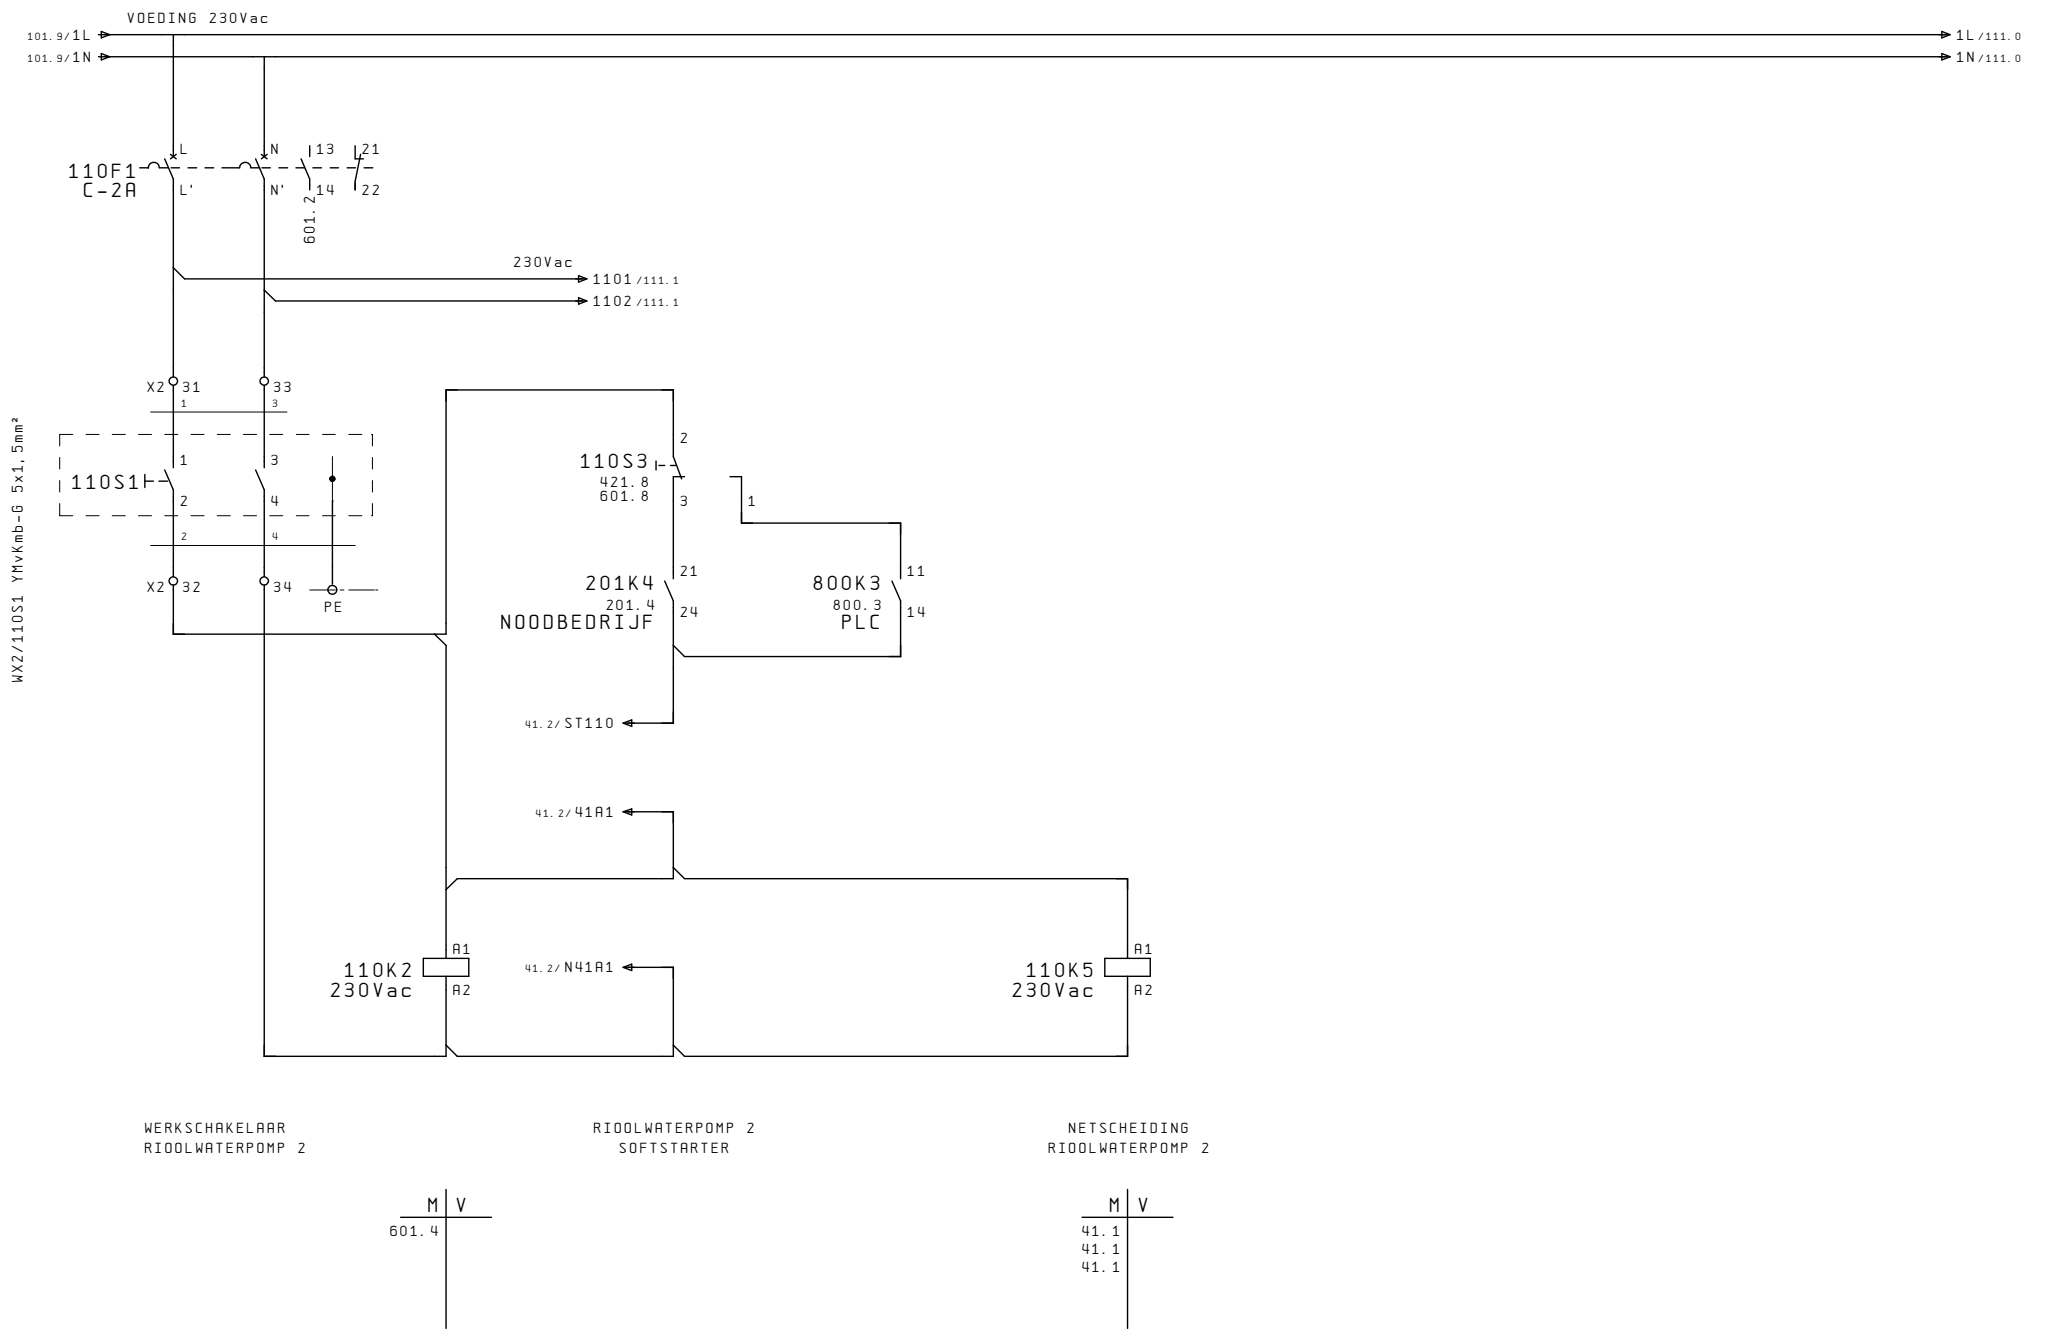 VOEDING 230Vac
101.9/1L
1L/111.0
101.9/1N
1N/111.0
L
N
13
21
110F1
C-2A
L'
N'
14
22
601.2
230Vac
1101/111.1
1102/111.1
X2
31
33
1
3
WX2/110S1 YMvKmb-G 5x1,5mm²
1
3
110S1
2
4
2
4
X2
32
34
PE
2
110S3
421.8
601.8
3
1
21
201K4
201.4
24
NOODBEDRIJF
11
800K3
800.3
14
PLC
41.2/ST110
41.2/41A1
A1
110K2
230Vac
A2
41.2/N41A1
A1
110K5
230Vac
A2
WERKSCHAKELAAR
RIOOLWATERPOMP 2
RIOOLWATERPOMP 2
SOFTSTARTER
NETSCHEIDING
RIOOLWATERPOMP 2
M V
601.4
M V
41.1
41.1
41.1